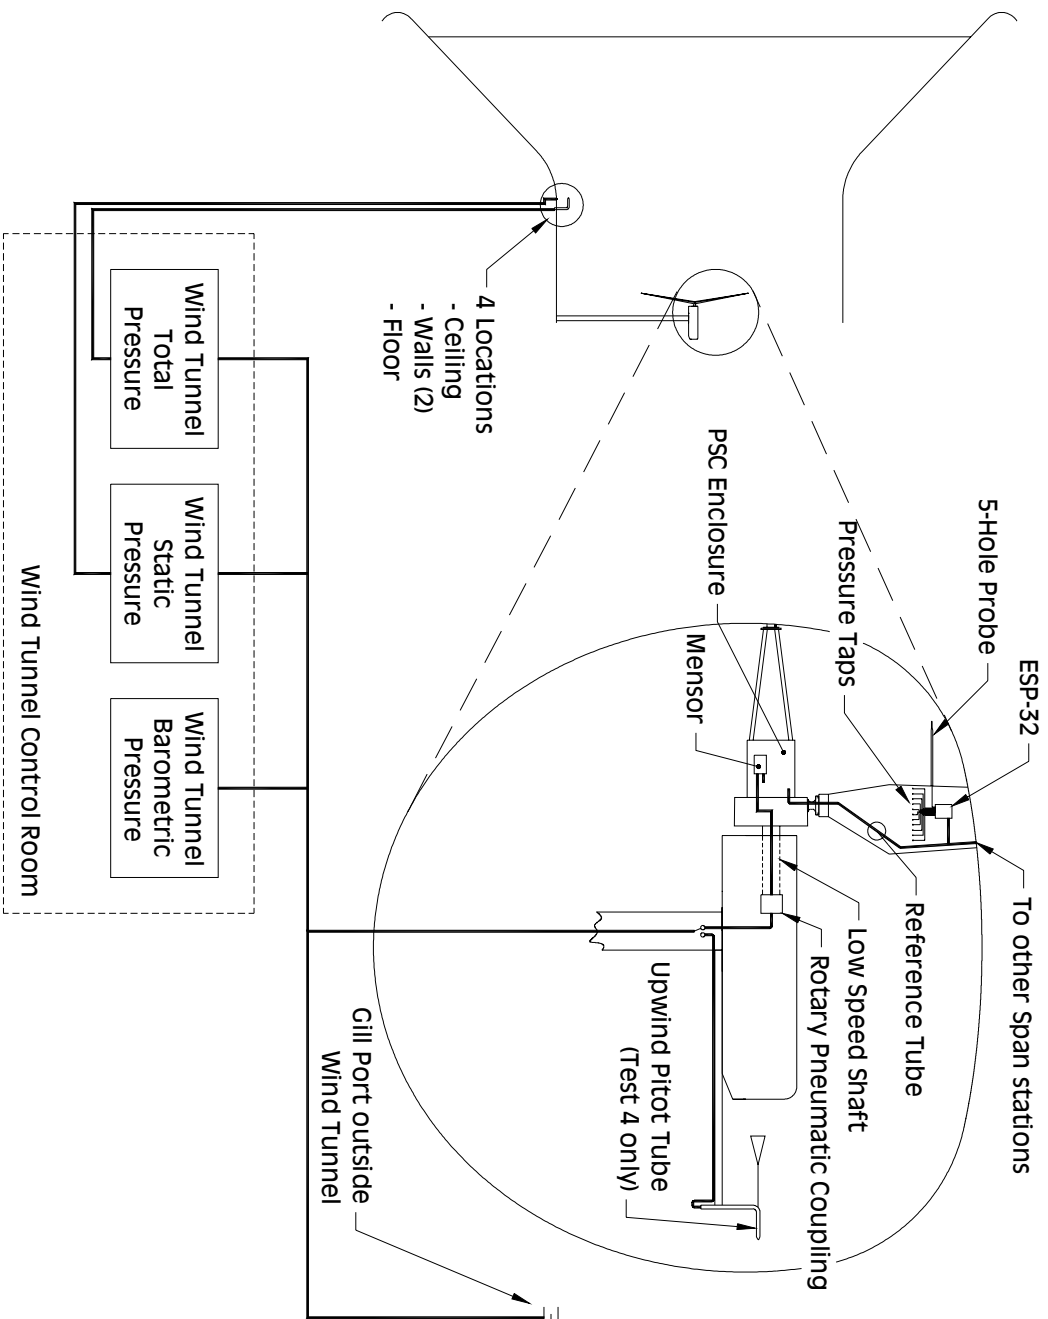 ESP-32
5-Hole Probe
Pressure Taps
PSC Enclosure
Mensor
To other Span stations
Reference Tube
Low Speed Shaft
Rotary Pneumatic Coupling
Upwind Pitot Tube
(Test 4 only)
4 Locations
- Ceiling
- Walls (2)
- Floor
Gill Port outside
Wind Tunnel
Wind Tunnel
Total
Pressure
Wind Tunnel
Static
Pressure
Wind Tunnel
Barometric
Pressure
Wind Tunnel Control Room